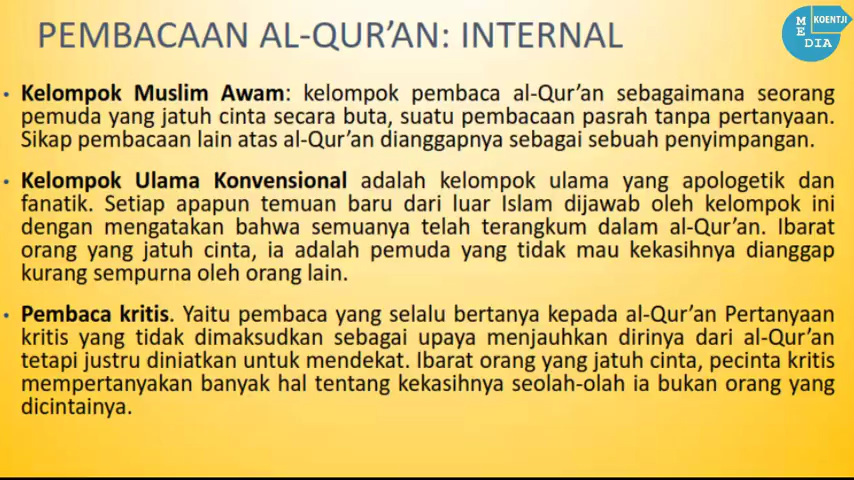 PEMBACAAN AL-QUR'AN: INTERNAL
ME
DIA
KOENTJI
• Kelompok Muslim Awam: kelompok pembaca al-Qur'an sebagaimana seorang
pemuda yang jatuh cinta secara buta, suatu pembacaan pasrah tanpa pertanyaan.
Sikap pembacaan lain atas al-Qur'an dianggapnya sebagai sebuah penyimpangan.
• Kelompok Ulama Konvensional adalah kelompok ulama yang apologetik dan
fanatik. Setiap apapun temuan baru dari luar Islam dijawab oleh kelompok ini
dengan mengatakan bahwa semuanya telah terangkum dalam al-Qur'an. Ibarat
orang yang jatuh cinta, ia adalah pemuda yang tidak mau kekasihnya dianggap
kurang sempurna oleh orang lain.
• Pembaca kritis. Yaitu pembaca yang selalu bertanya kepada al-Qur'an Pertanyaan
kritis yang tidak dimaksudkan sebagai upaya menjauhkan dirinya dari al-Qur'an
tetapi justru diniatkan untuk mendekat. Ibarat orang yang jatuh cinta, pecinta kritis
mempertanyakan banyak hal tentang kekasihnya seolah-olah ia bukan orang yang
dicintainya.